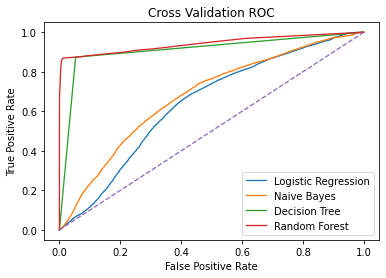 Cross Validation ROC
True Positive Rate
1.0
0.8
0.6
0.4
0.2
0.0
Logistic Regression
Naive Bayes
Decision Tree
Random Forest
0.0 0.2 0.4 0.6 0.8 1.0
False Positive Rate